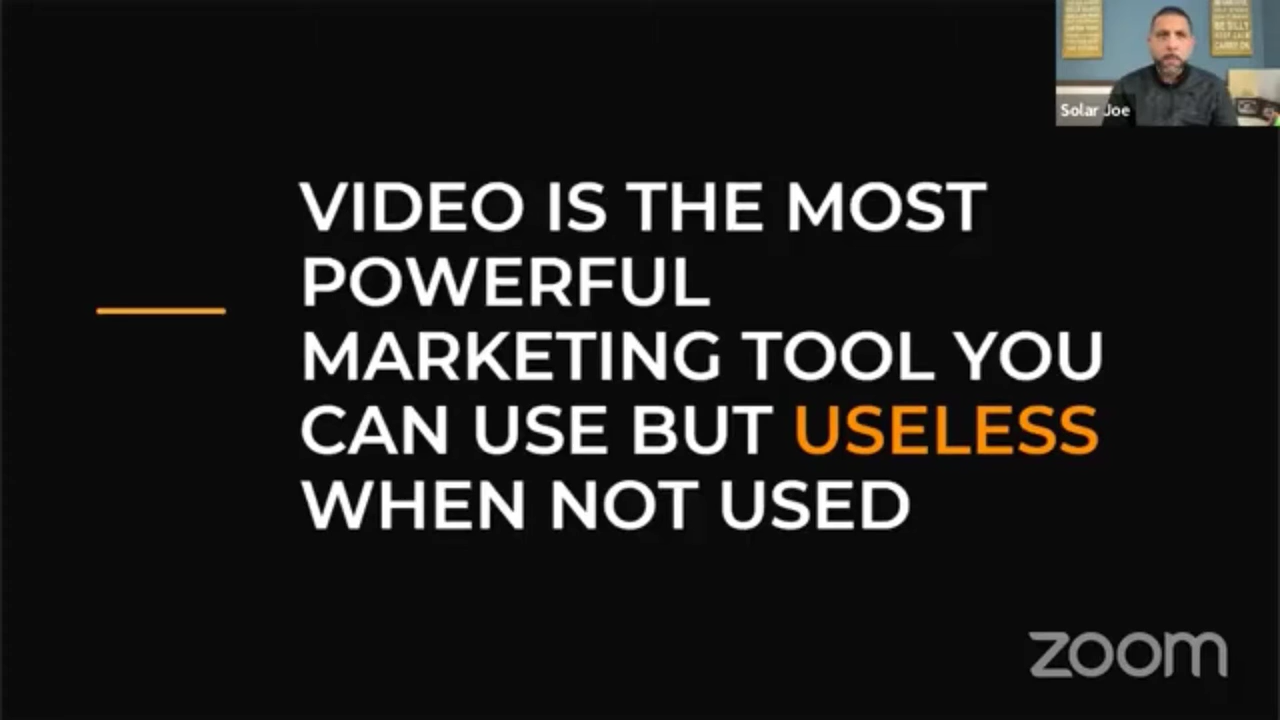 Solar Joe
VIDEO IS THE MOST
POWERFUL
MARKETING TOOL YOU
CAN USE BUT USELESS
WHEN NOT USED
zoom